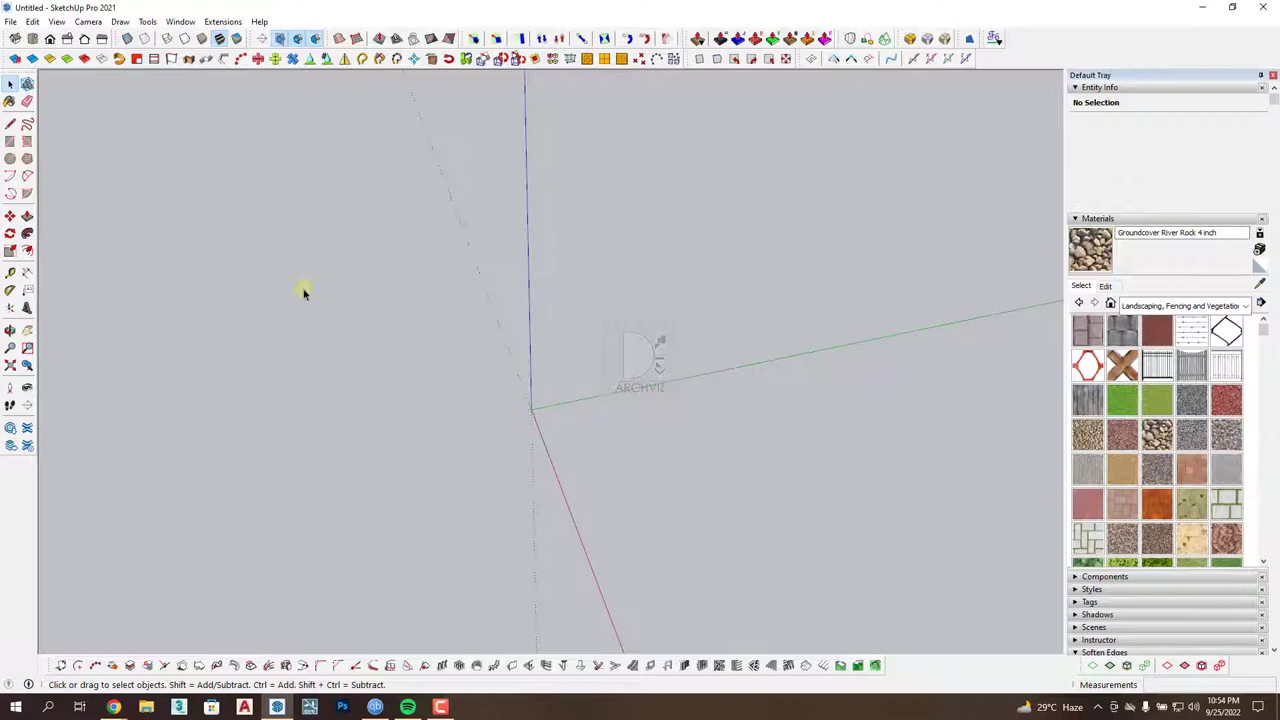 Untitled - SketchUp Pro 2021
File Edit View Camera Draw Tools Window Extensions Help
Default Tray
Entity Info
No Selection
Materials
Groundcover River Rock 4 inch
Select Edit
Landscaping, Fencing and Vegetation
ARCHVIZ
Components
Styles
Tags
Shadows
Scenes
Instructor
Soften Edges
Click or drag to select objects. Shift = Add/Subtract. Ctrl = Add. Shift + Ctrl = Subtract.
Measurements
29°C Haze
10:54 PM
9/25/2022